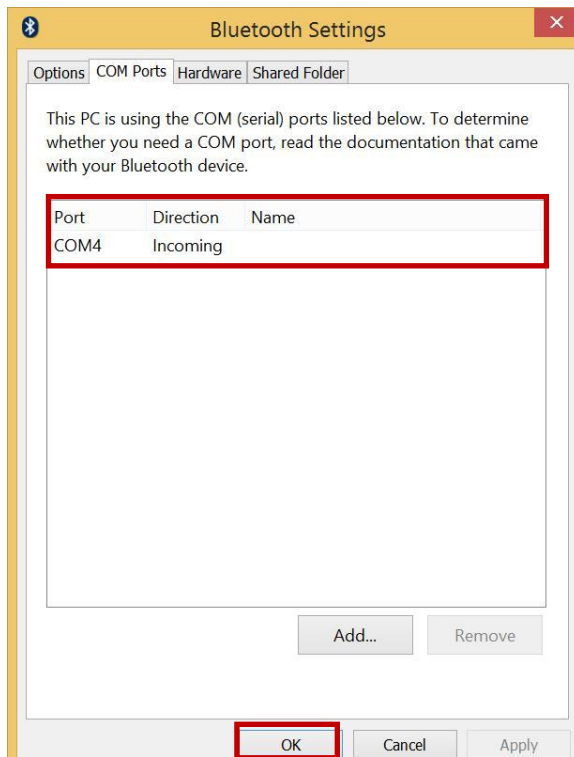 Bluetooth Settings
Options COM Ports Hardware Shared Folder
This PC is using the COM (serial) ports listed below. To determine
whether you need a COM port, read the documentation that came
with your Bluetooth device.
Port Direction Name
COM4 Incoming
Add... Remove
OK Cancel Apply